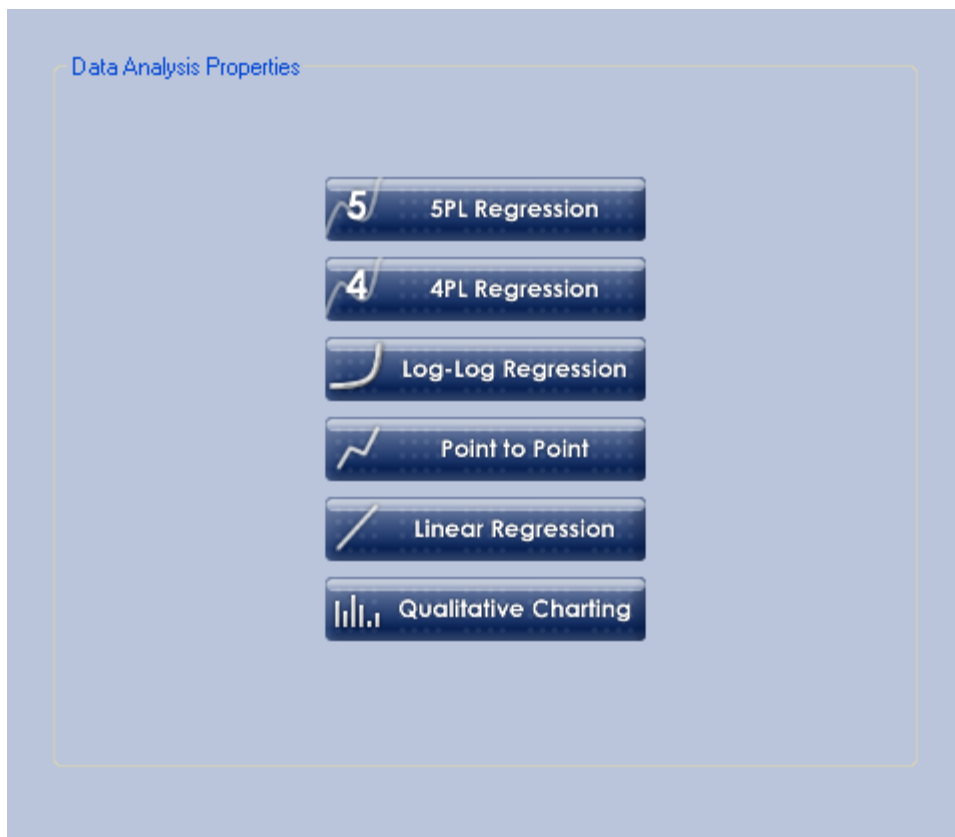 Data Analysis Properties
5 5PL Regression
4 4PL Regression
Log-Log Regression
Point to Point
Linear Regression
Qualitative Charting